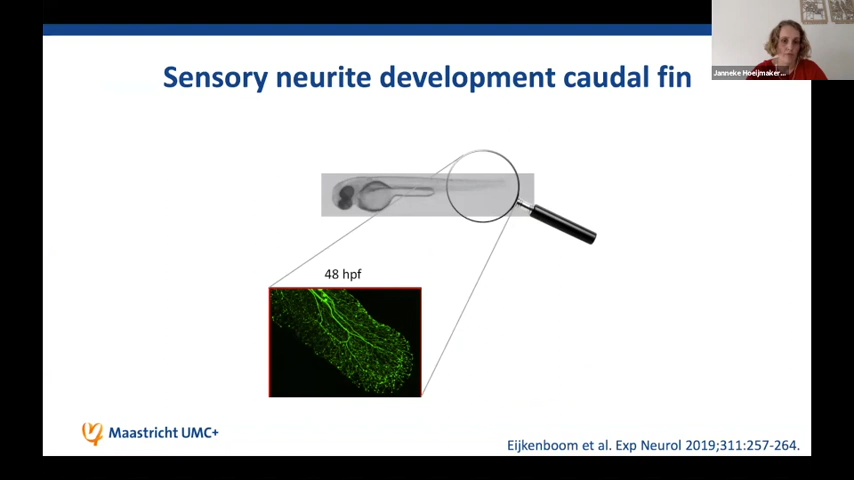 Janneke Hoeijmaker...
Sensory neurite development caudal fin
48 hpf
Maastricht UMC+
Eijkenboom et al. Exp Neurol 2019;311:257-264.